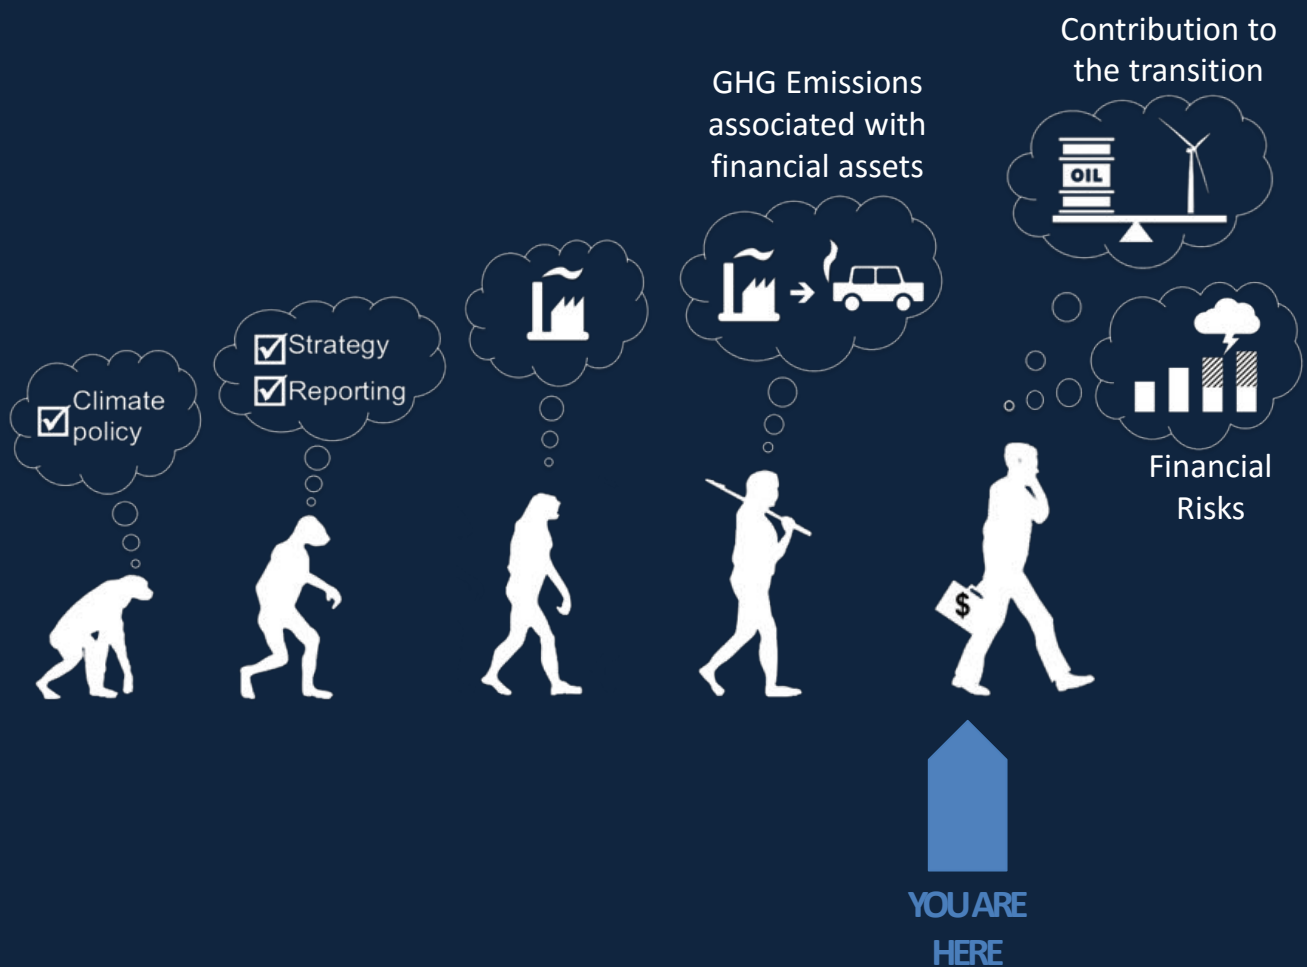 Climate
policy
Strategy
Reporting
GHG Emissions
associated with
financial assets
Contribution to
the transition
OIL
Financial
Risks
$
YOU ARE
HERE